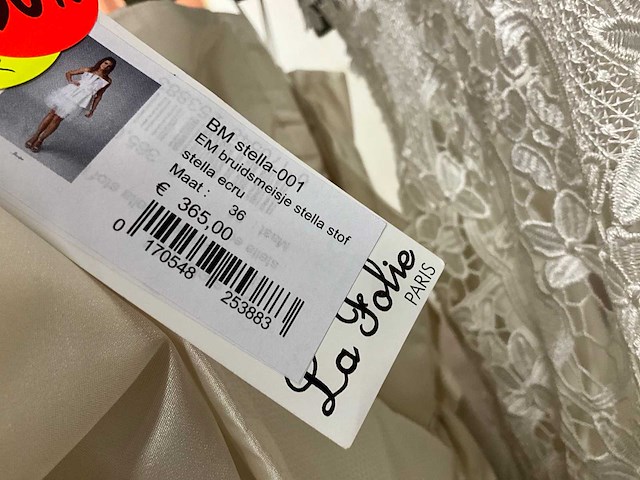 BM stella-001
EM bruidsmeisje stella stof
stella ecru
Maat : 36
€ 365,00
0 170548 253883
La Folie
PARIS